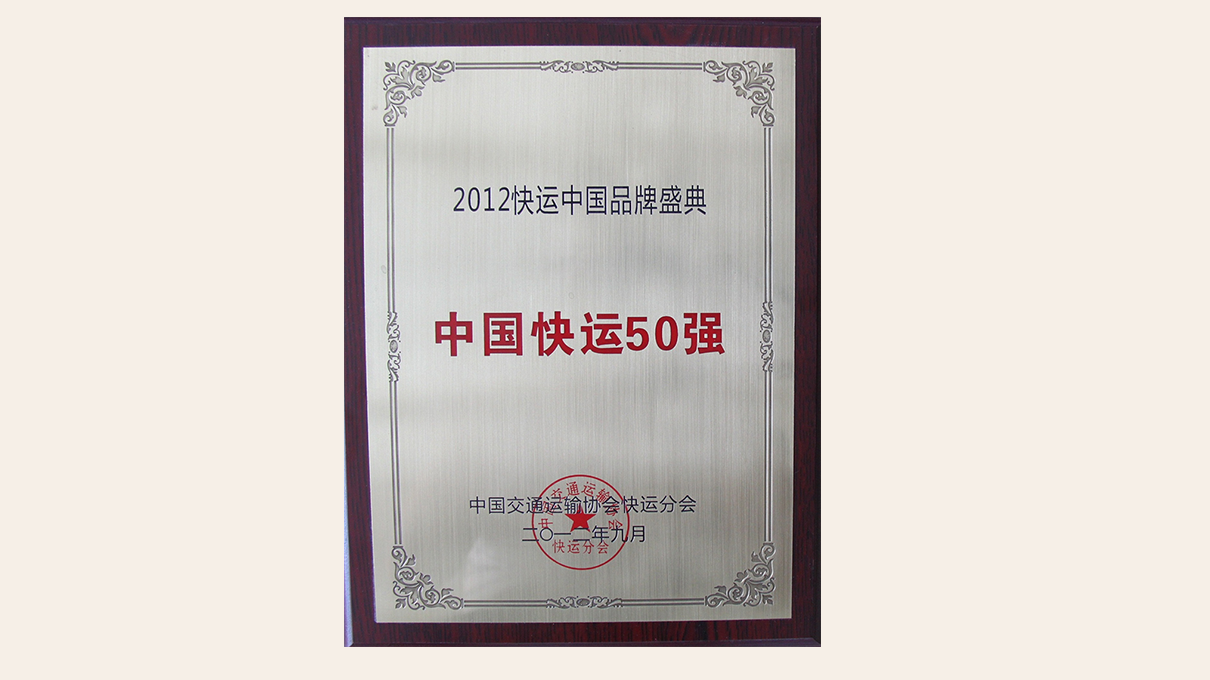 2012快运中国品牌盛典
中国快运50强
中国交通运输协会快运分会
二〇一二年九月
中国交通运输协会
快运分会